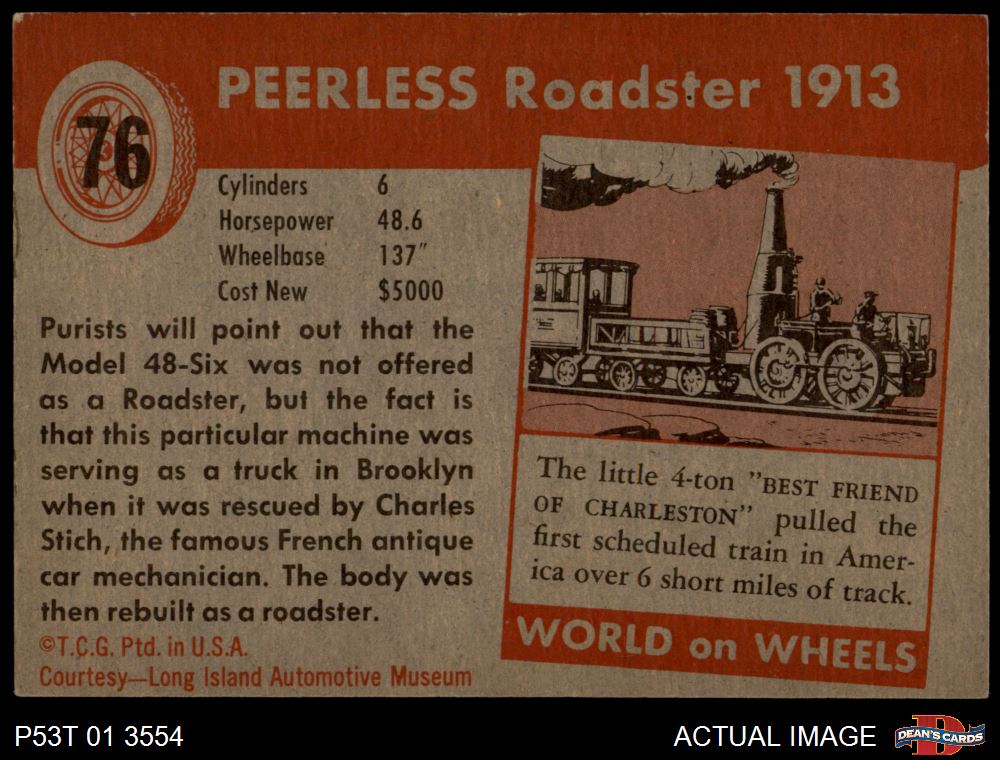 PEERLESS Roadster 1913
76
Cylinders 6
Horsepower 48.6
Wheelbase 137"
Cost New $5000
Purists will point out that the
Model 48-Six was not offered
as a Roadster, but the fact is
that this particular machine was
serving as a truck in Brooklyn
when it was rescued by Charles
Stich, the famous French antique
car mechanician. The body was
then rebuilt as a roadster.
©T.C.G. Ptd. in U.S.A.
Courtesy—Long Island Automotive Museum
The little 4-ton "BEST FRIEND
OF CHARLESTON" pulled the
first scheduled train in Amer-
ica over 6 short miles of track.
WORLD on WHEELS
P53T 01 3554
ACTUAL IMAGE
D
DEAN'S CARDS